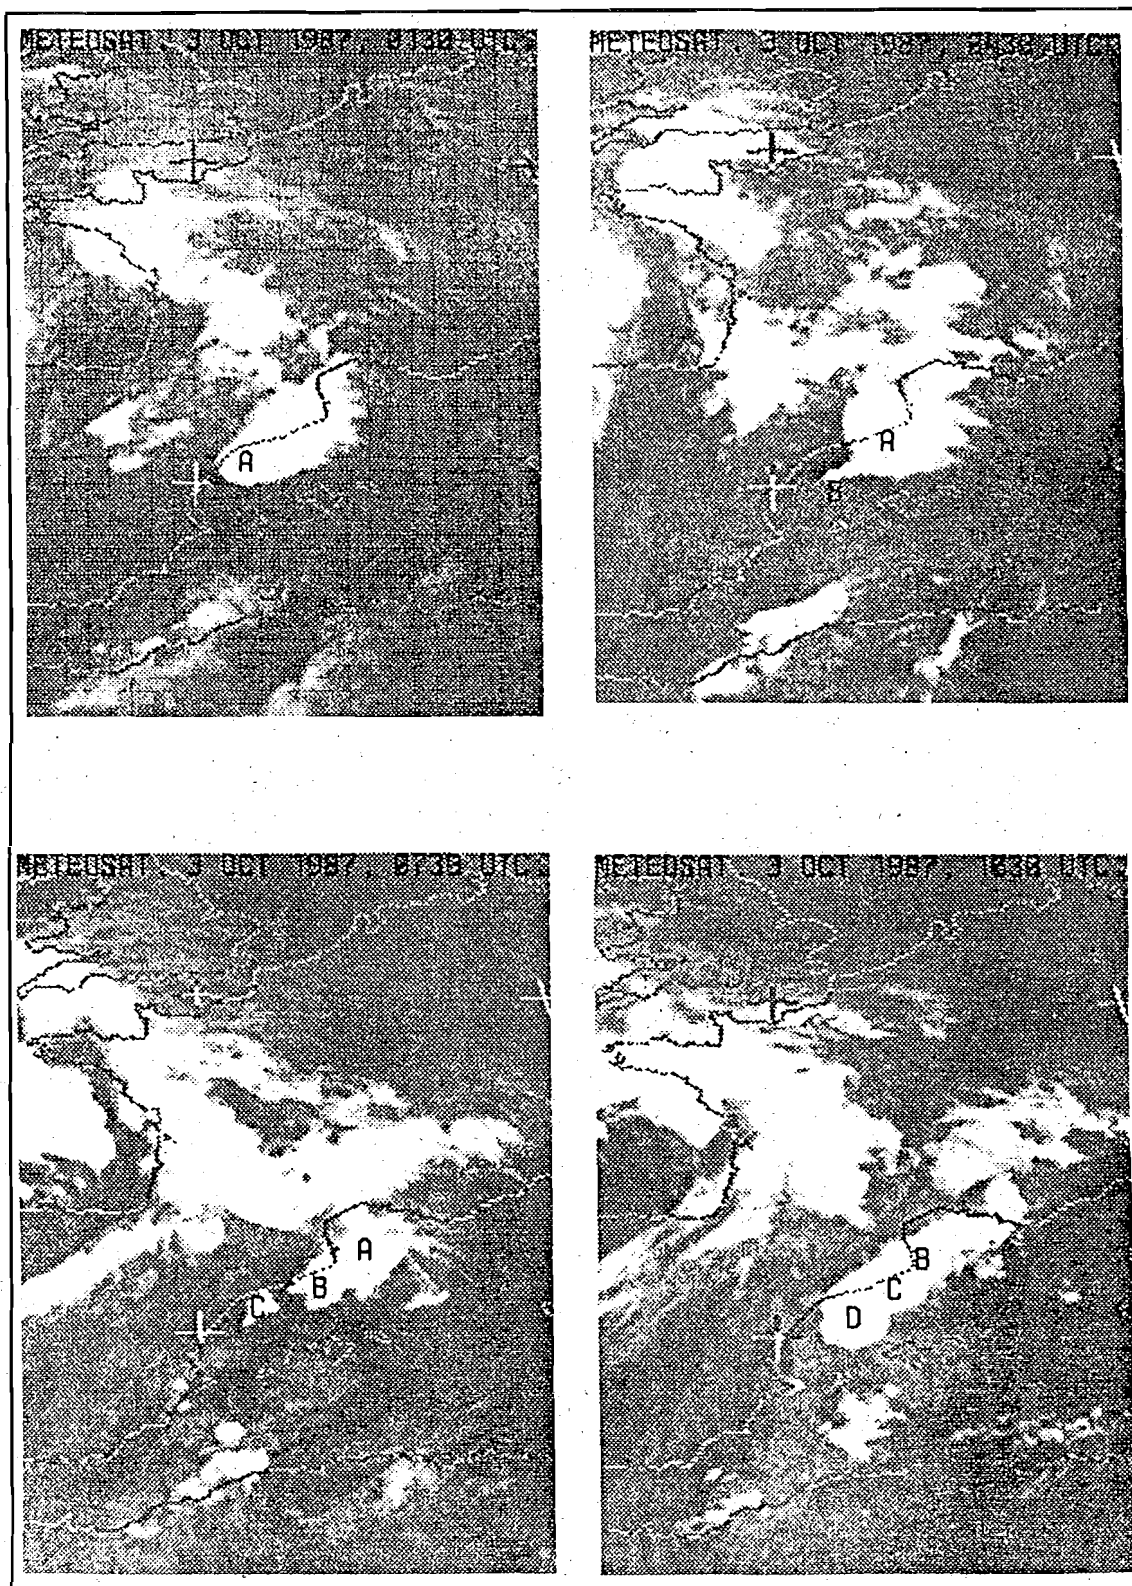 METEOSAT, 3 OCT 1987, 0130 UTC
A
METEOSAT, 3 OCT 1987, 0430 UTC
A
B
METEOSAT, 3 OCT 1987, 0730 UTC
A
B
C
METEOSAT, 3 OCT 1987, 1030 UTC
B
C
D